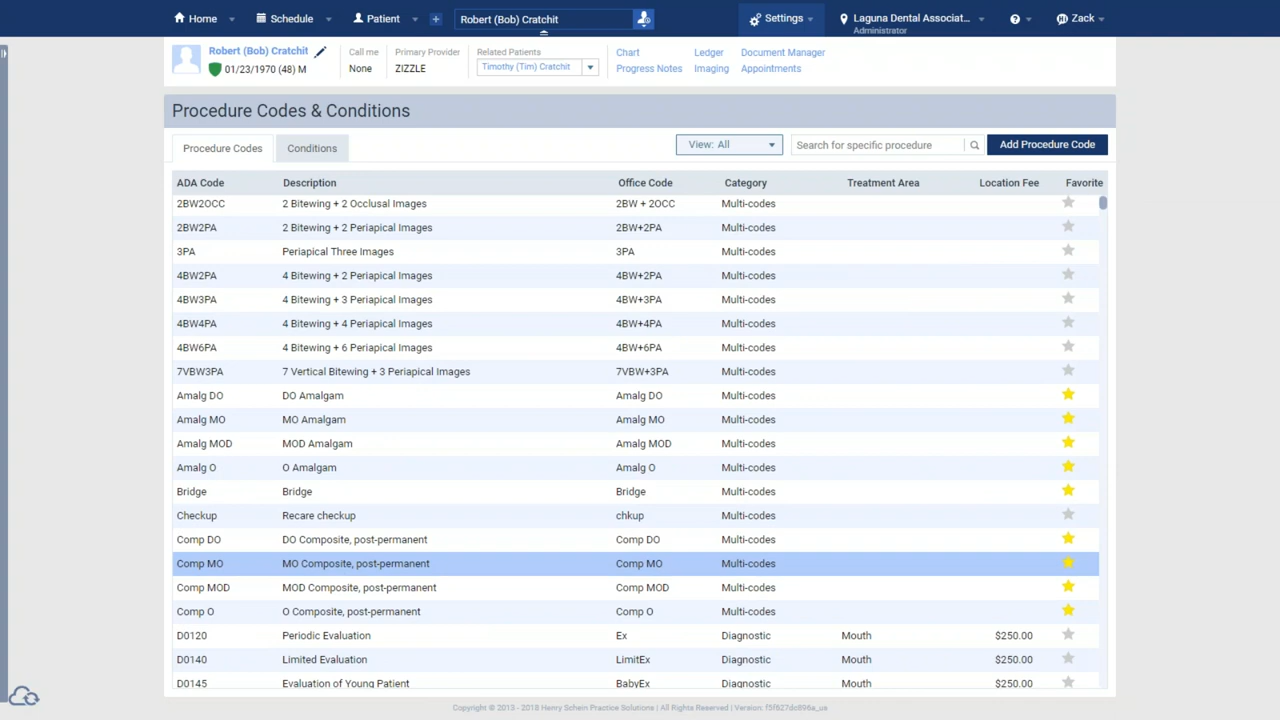 Home Schedule Patient + Robert (Bob) Cratchit Settings Laguna Dental Associat... ? Zack
Administrator
Robert (Bob) Cratchit Call me Primary Provider Related Patients Chart Ledger Document Manager
01/23/1970 (48) M None ZIZZLE Timothy (Tim) Cratchit Progress Notes Imaging Appointments
Procedure Codes & Conditions
Procedure Codes Conditions View: All Search for specific procedure Add Procedure Code
ADA Code Description Office Code Category Treatment Area Location Fee Favorite
2BW2OCC 2 Bitewing + 2 Occlusal Images 2BW + 2OCC Multi-codes
2BW2PA 2 Bitewing + 2 Periapical Images 2BW+2PA Multi-codes
3PA Periapical Three Images 3PA Multi-codes
4BW2PA 4 Bitewing + 2 Periapical Images 4BW+2PA Multi-codes
4BW3PA 4 Bitewing + 3 Periapical Images 4BW+3PA Multi-codes
4BW4PA 4 Bitewing + 4 Periapical Images 4BW+4PA Multi-codes
4BW6PA 4 Bitewing + 6 Periapical Images 4BW+6PA Multi-codes
7VBW3PA 7 Vertical Bitewing + 3 Periapical Images 7VBW+3PA Multi-codes
Amalg DO DO Amalgam Amalg DO Multi-codes
Amalg MO MO Amalgam Amalg MO Multi-codes
Amalg MOD MOD Amalgam Amalg MOD Multi-codes
Amalg O O Amalgam Amalg O Multi-codes
Bridge Bridge Bridge Multi-codes
Checkup Recare checkup chkup Multi-codes
Comp DO DO Composite, post-permanent Comp DO Multi-codes
Comp MO MO Composite, post-permanent Comp MO Multi-codes
Comp MOD MOD Composite, post-permanent Comp MOD Multi-codes
Comp O O Composite, post-permanent Comp O Multi-codes
D0120 Periodic Evaluation Ex Diagnostic Mouth $250.00
D0140 Limited Evaluation LimitEx Diagnostic Mouth $250.00
D0145 Evaluation of Young Patient BabyEx Diagnostic Mouth $250.00
Copyright © 2013 - 2018 Henry Schein Practice Solutions | All Rights Reserved | Version: f5f627dc896a_us